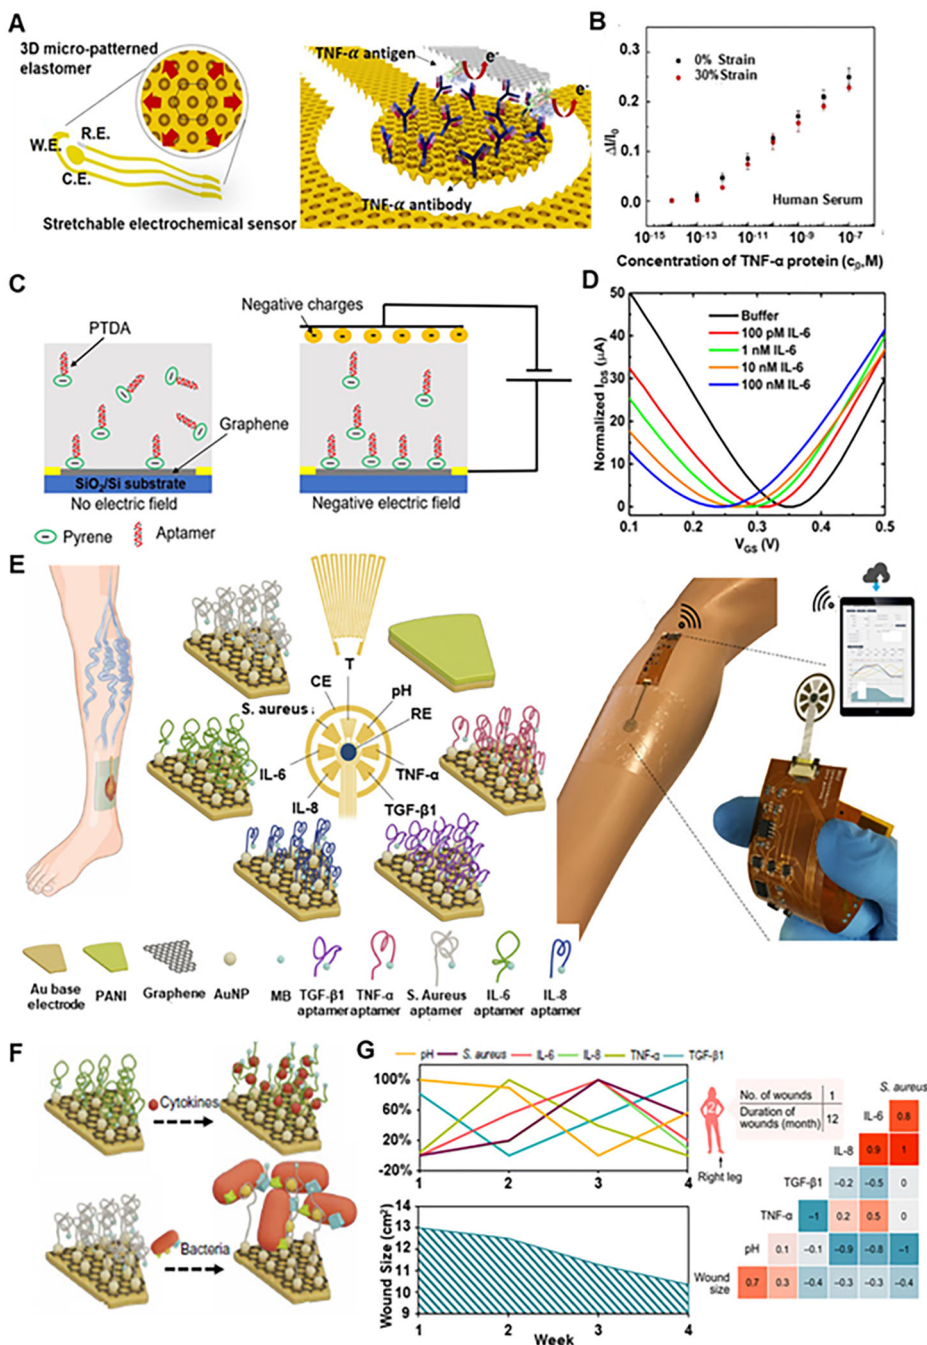 A
3D micro-patterned
elastomer
W.E.
R.E.
C.E.
Stretchable electrochemical sensor
TNF-α antigen
e-
e-
TNF-α antibody
B
0.3
0.2
0.1
0.0
ΔI/I0
0% Strain
30% Strain
Human Serum
10-15
10-13
10-11
10-9
10-7
Concentration of TNF-α protein (c0,M)
C
PTDA
Graphene
SiO2/Si substrate
No electric field
Pyrene
Aptamer
Negative charges
Negative electric field
D
50
40
30
20
10
0
Normalized IDS (μA)
Buffer
100 pM IL-6
1 nM IL-6
10 nM IL-6
100 nM IL-6
0.1
0.2
0.3
0.4
0.5
VGS (V)
E
T
CE
pH
S. aureus
RE
IL-6
TNF-α
IL-8
TGF-β1
Au base
electrode
PANI
Graphene
AuNP
MB
TGF-β1
aptamer
TNF-α
aptamer
S. Aureus
aptamer
IL-6
aptamer
IL-8
aptamer
F
Cytokines
Bacteria
G
pH
S. aureus
IL-6
IL-8
TNF-α
TGF-β1
100%
60%
20%
-20%
1
2
3
4
14
13
12
11
10
9
Wound Size (cm2)
1
2
3
4
Week
2
Right leg
No. of wounds 1
Duration of
wounds (month) 12
S. aureus
IL-6 0.8
IL-8 0.9 1
TGF-β1 -0.2 -0.5 0
TNF-α -1 0.2 0.5 0
pH 0.1 -0.1 -0.9 -0.8 -1
Wound
size 0.7 0.3 -0.4 -0.3 -0.3 -0.4